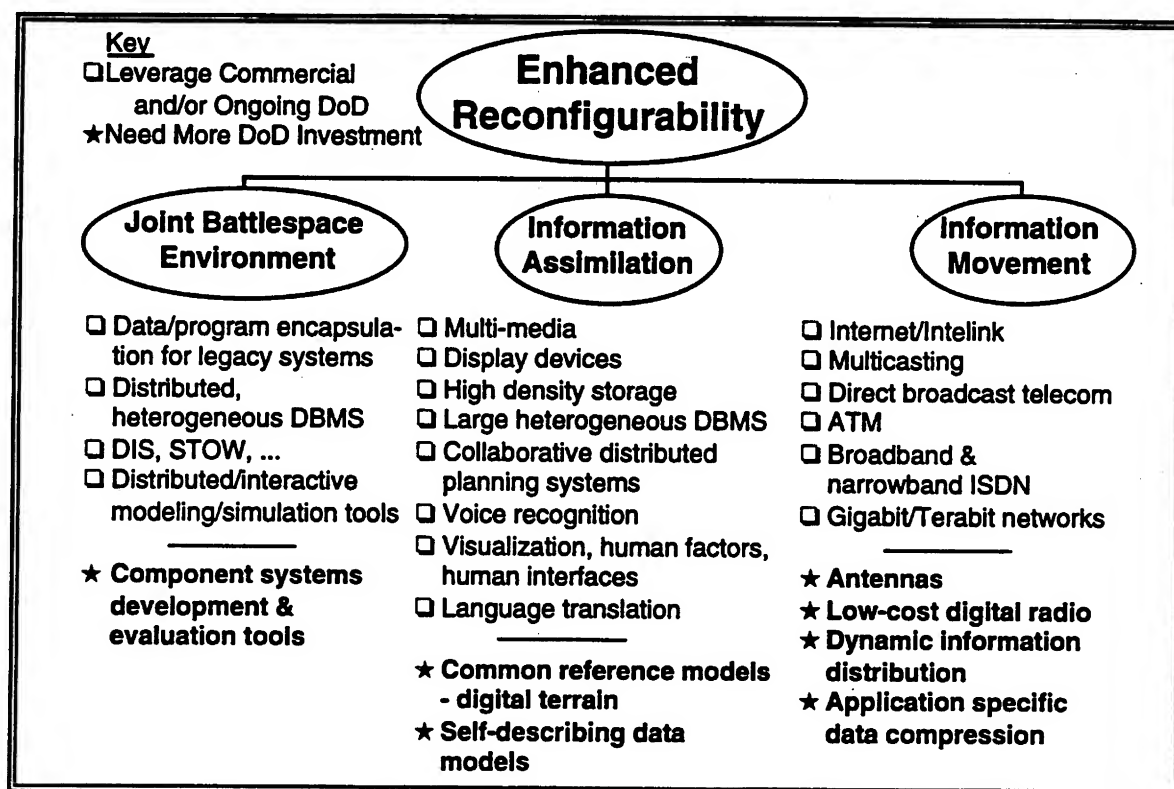 Key
❏Leverage Commercial
and/or Ongoing DoD
★Need More DoD Investment
Enhanced
Reconfigurability
Joint Battlespace
Environment
❏ Data/program encapsula-
tion for legacy systems
❏ Distributed,
heterogeneous DBMS
❏ DIS, STOW, ...
❏ Distributed/interactive
modeling/simulation tools
★ Component systems
development &
evaluation tools
Information
Assimilation
❏ Multi-media
❏ Display devices
❏ High density storage
❏ Large heterogeneous DBMS
❏ Collaborative distributed
planning systems
❏ Voice recognition
❏ Visualization, human factors,
human interfaces
❏ Language translation
★ Common reference models
- digital terrain
★ Self-describing data
models
Information
Movement
❏ Internet/Intelink
❏ Multicasting
❏ Direct broadcast telecom
❏ ATM
❏ Broadband &
narrowband ISDN
❏ Gigabit/Terabit networks
★ Antennas
★ Low-cost digital radio
★ Dynamic information
distribution
★ Application specific
data compression